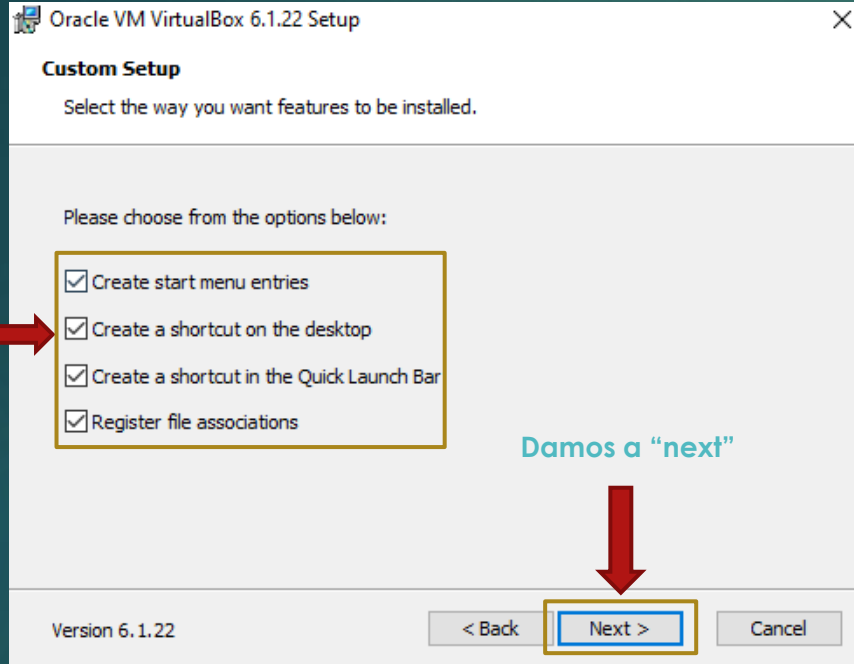 Oracle VM VirtualBox 6.1.22 Setup
Custom Setup
Select the way you want features to be installed.
Please choose from the options below:
Create start menu entries
Create a shortcut on the desktop
Create a shortcut in the Quick Launch Bar
Register file associations
Damos a “next”
Version 6.1.22
< Back
Next >
Cancel